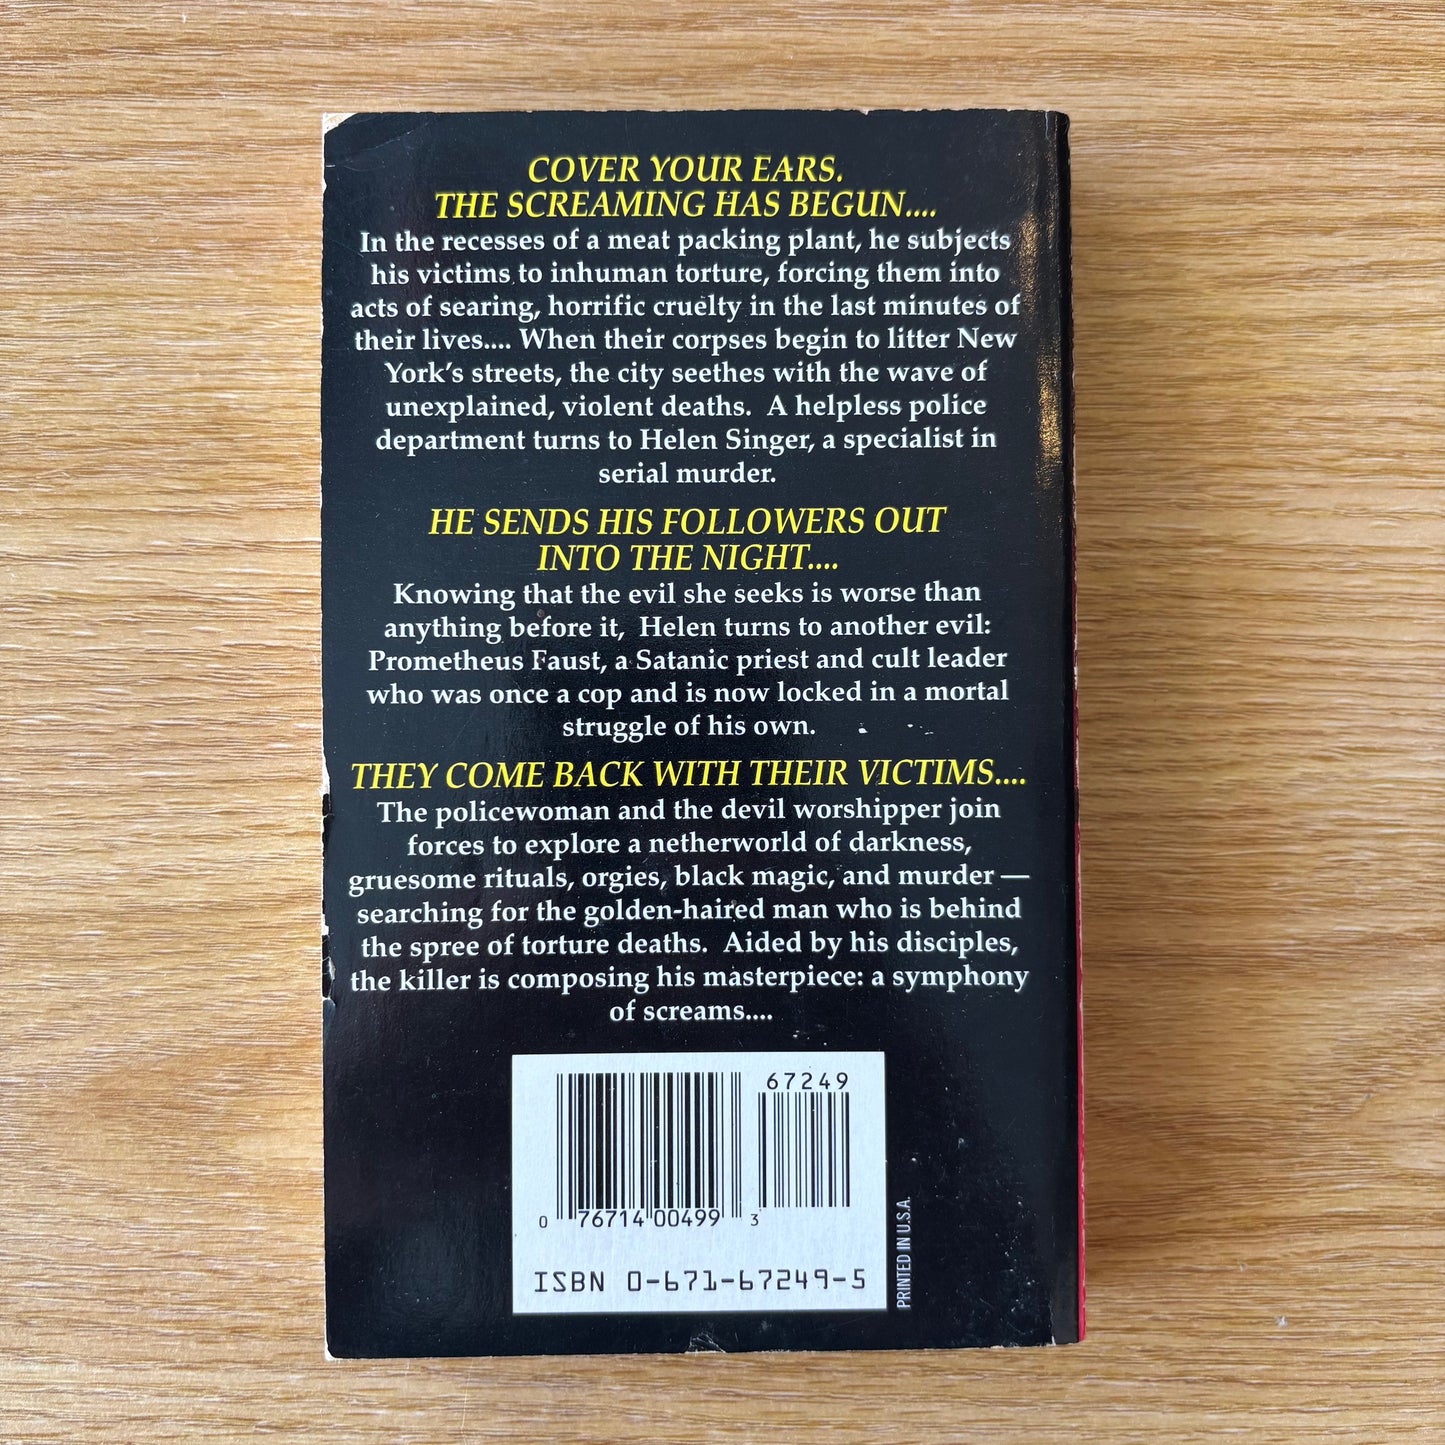 COVER YOUR EARS.
THE SCREAMING HAS BEGUN....
In the recesses of a meat packing plant, he subjects
his victims to inhuman torture, forcing them into
acts of searing, horrific cruelty in the last minutes of
their lives.... When their corpses begin to litter New
York's streets, the city seethes with the wave of
unexplained, violent deaths. A helpless police
department turns to Helen Singer, a specialist in
serial murder.
HE SENDS HIS FOLLOWERS OUT
INTO THE NIGHT....
Knowing that the evil she seeks is worse than
anything before it, Helen turns to another evil:
Prometheus Faust, a Satanic priest and cult leader
who was once a cop and is now locked in a mortal
struggle of his own.
THEY COME BACK WITH THEIR VICTIMS....
The policewoman and the devil worshipper join
forces to explore a netherworld of darkness,
gruesome rituals, orgies, black magic, and murder —
searching for the golden-haired man who is behind
the spree of torture deaths. Aided by his disciples,
the killer is composing his masterpiece: a symphony
of screams....
67249
0 76714 00499 3
ISBN 0-671-67249-5
PRINTED IN U.S.A.